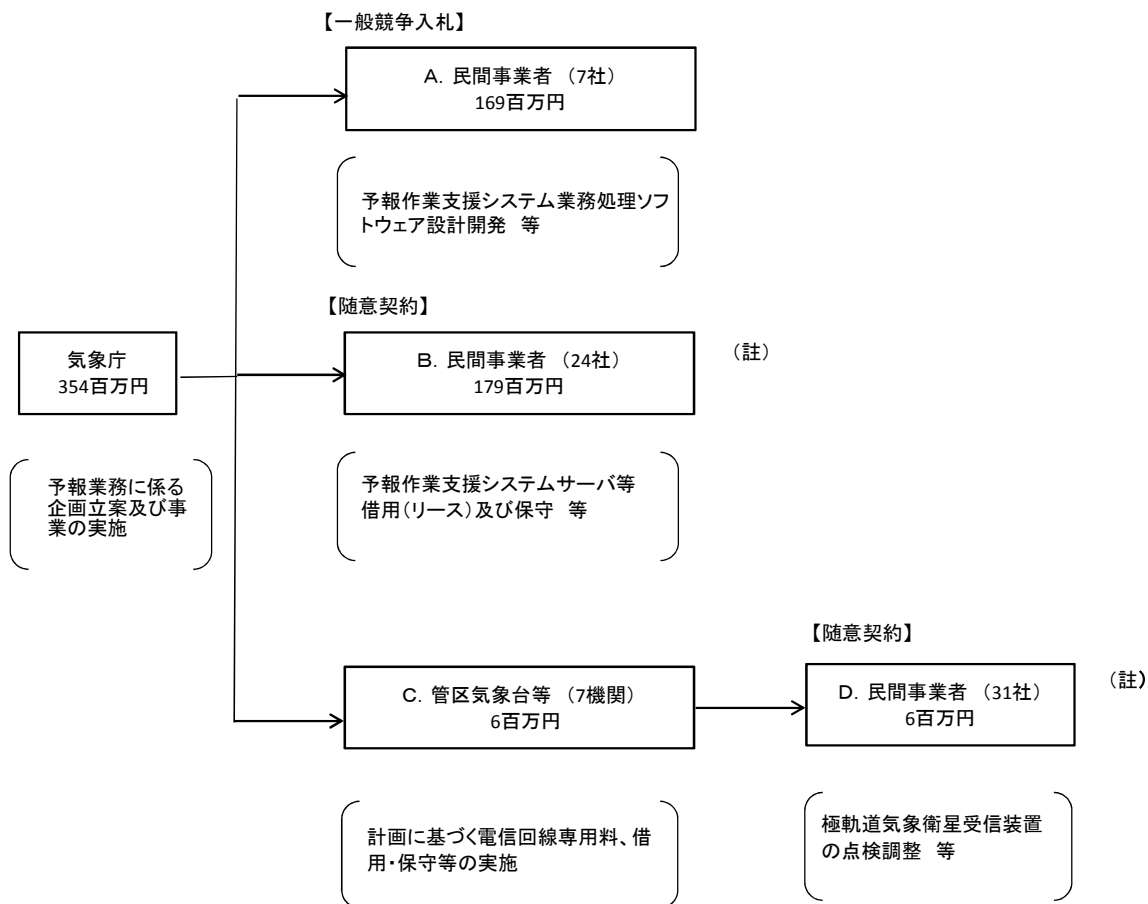 【一般競争入札】
A. 民間事業者 （7社）
169百万円
予報作業支援システム業務処理ソフ
トウェア設計開発　等
【随意契約】
気象庁
354百万円
B. 民間事業者 （24社）
179百万円
（註）
予報業務に係る
企画立案及び事
業の実施
予報作業支援システムサーバ等
借用（リース）及び保守　等
【随意契約】
C. 管区気象台等 （7機関）
6百万円
D. 民間事業者 （31社）
6百万円
（註）
計画に基づく電信回線専用料、借
用・保守等の実施
極軌道気象衛星受信装置
の点検調整　等